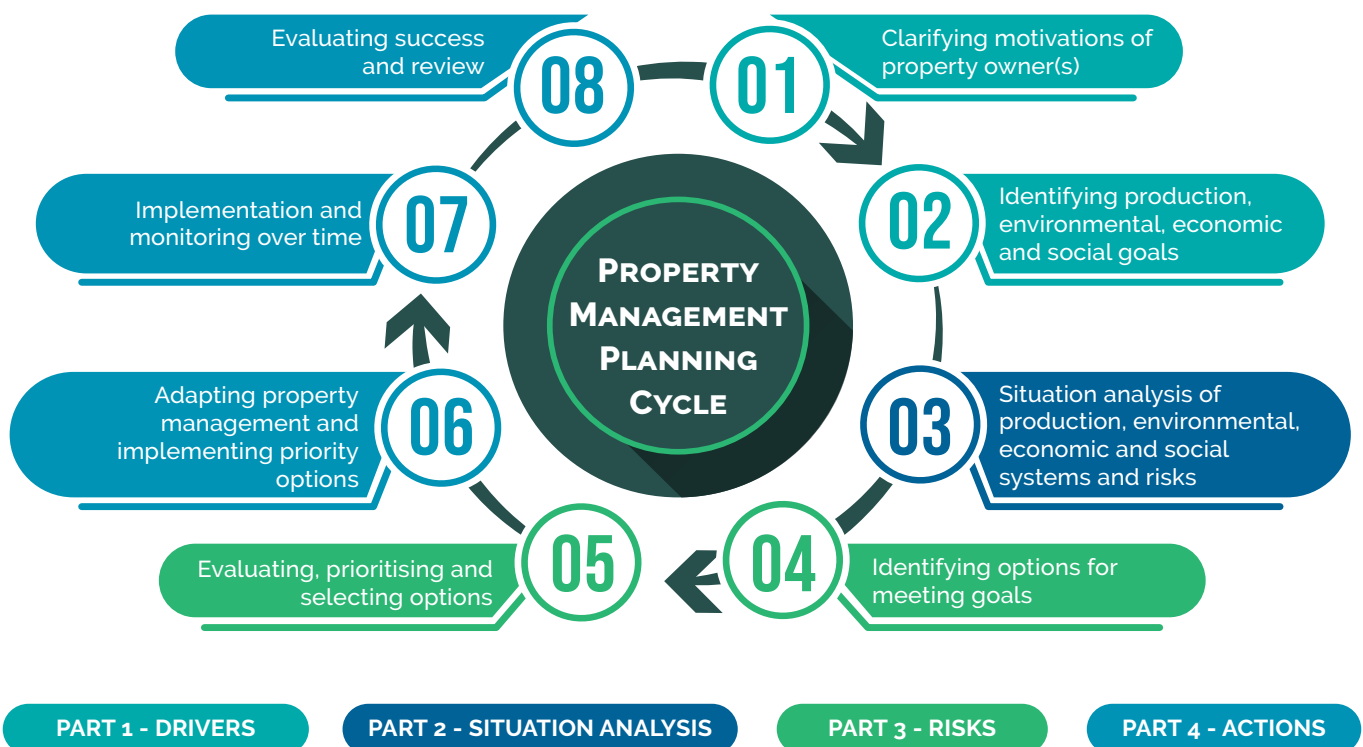 01
Clarifying motivations of
property owner(s)
02
Identifying production,
environmental, economic
and social goals
03
Situation analysis of
production, environmental,
economic and social
systems and risks
04
Identifying options for
meeting goals
05
Evaluating, prioritising and
selecting options
06
Adapting property
management and
implementing priority
options
07
Implementation and
monitoring over time
08
Evaluating success
and review
PROPERTY
MANAGEMENT
PLANNING
CYCLE
PART 1 - DRIVERS
PART 2 - SITUATION ANALYSIS
PART 3 - RISKS
PART 4 - ACTIONS